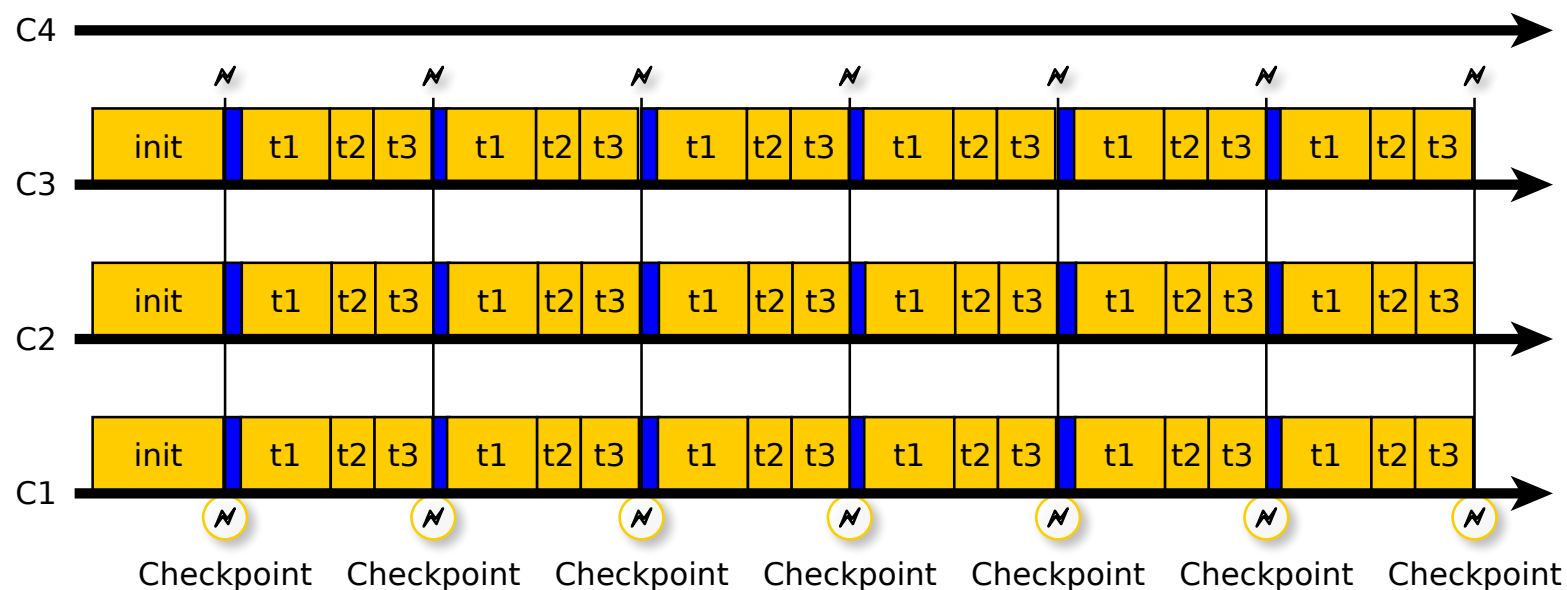 C4
init t1 t2 t3 t1 t2 t3 t1 t2 t3 t1 t2 t3 t1 t2 t3 t1 t2 t3
C3
init t1 t2 t3 t1 t2 t3 t1 t2 t3 t1 t2 t3 t1 t2 t3 t1 t2 t3
C2
init t1 t2 t3 t1 t2 t3 t1 t2 t3 t1 t2 t3 t1 t2 t3 t1 t2 t3
C1
Checkpoint Checkpoint Checkpoint Checkpoint Checkpoint Checkpoint Checkpoint